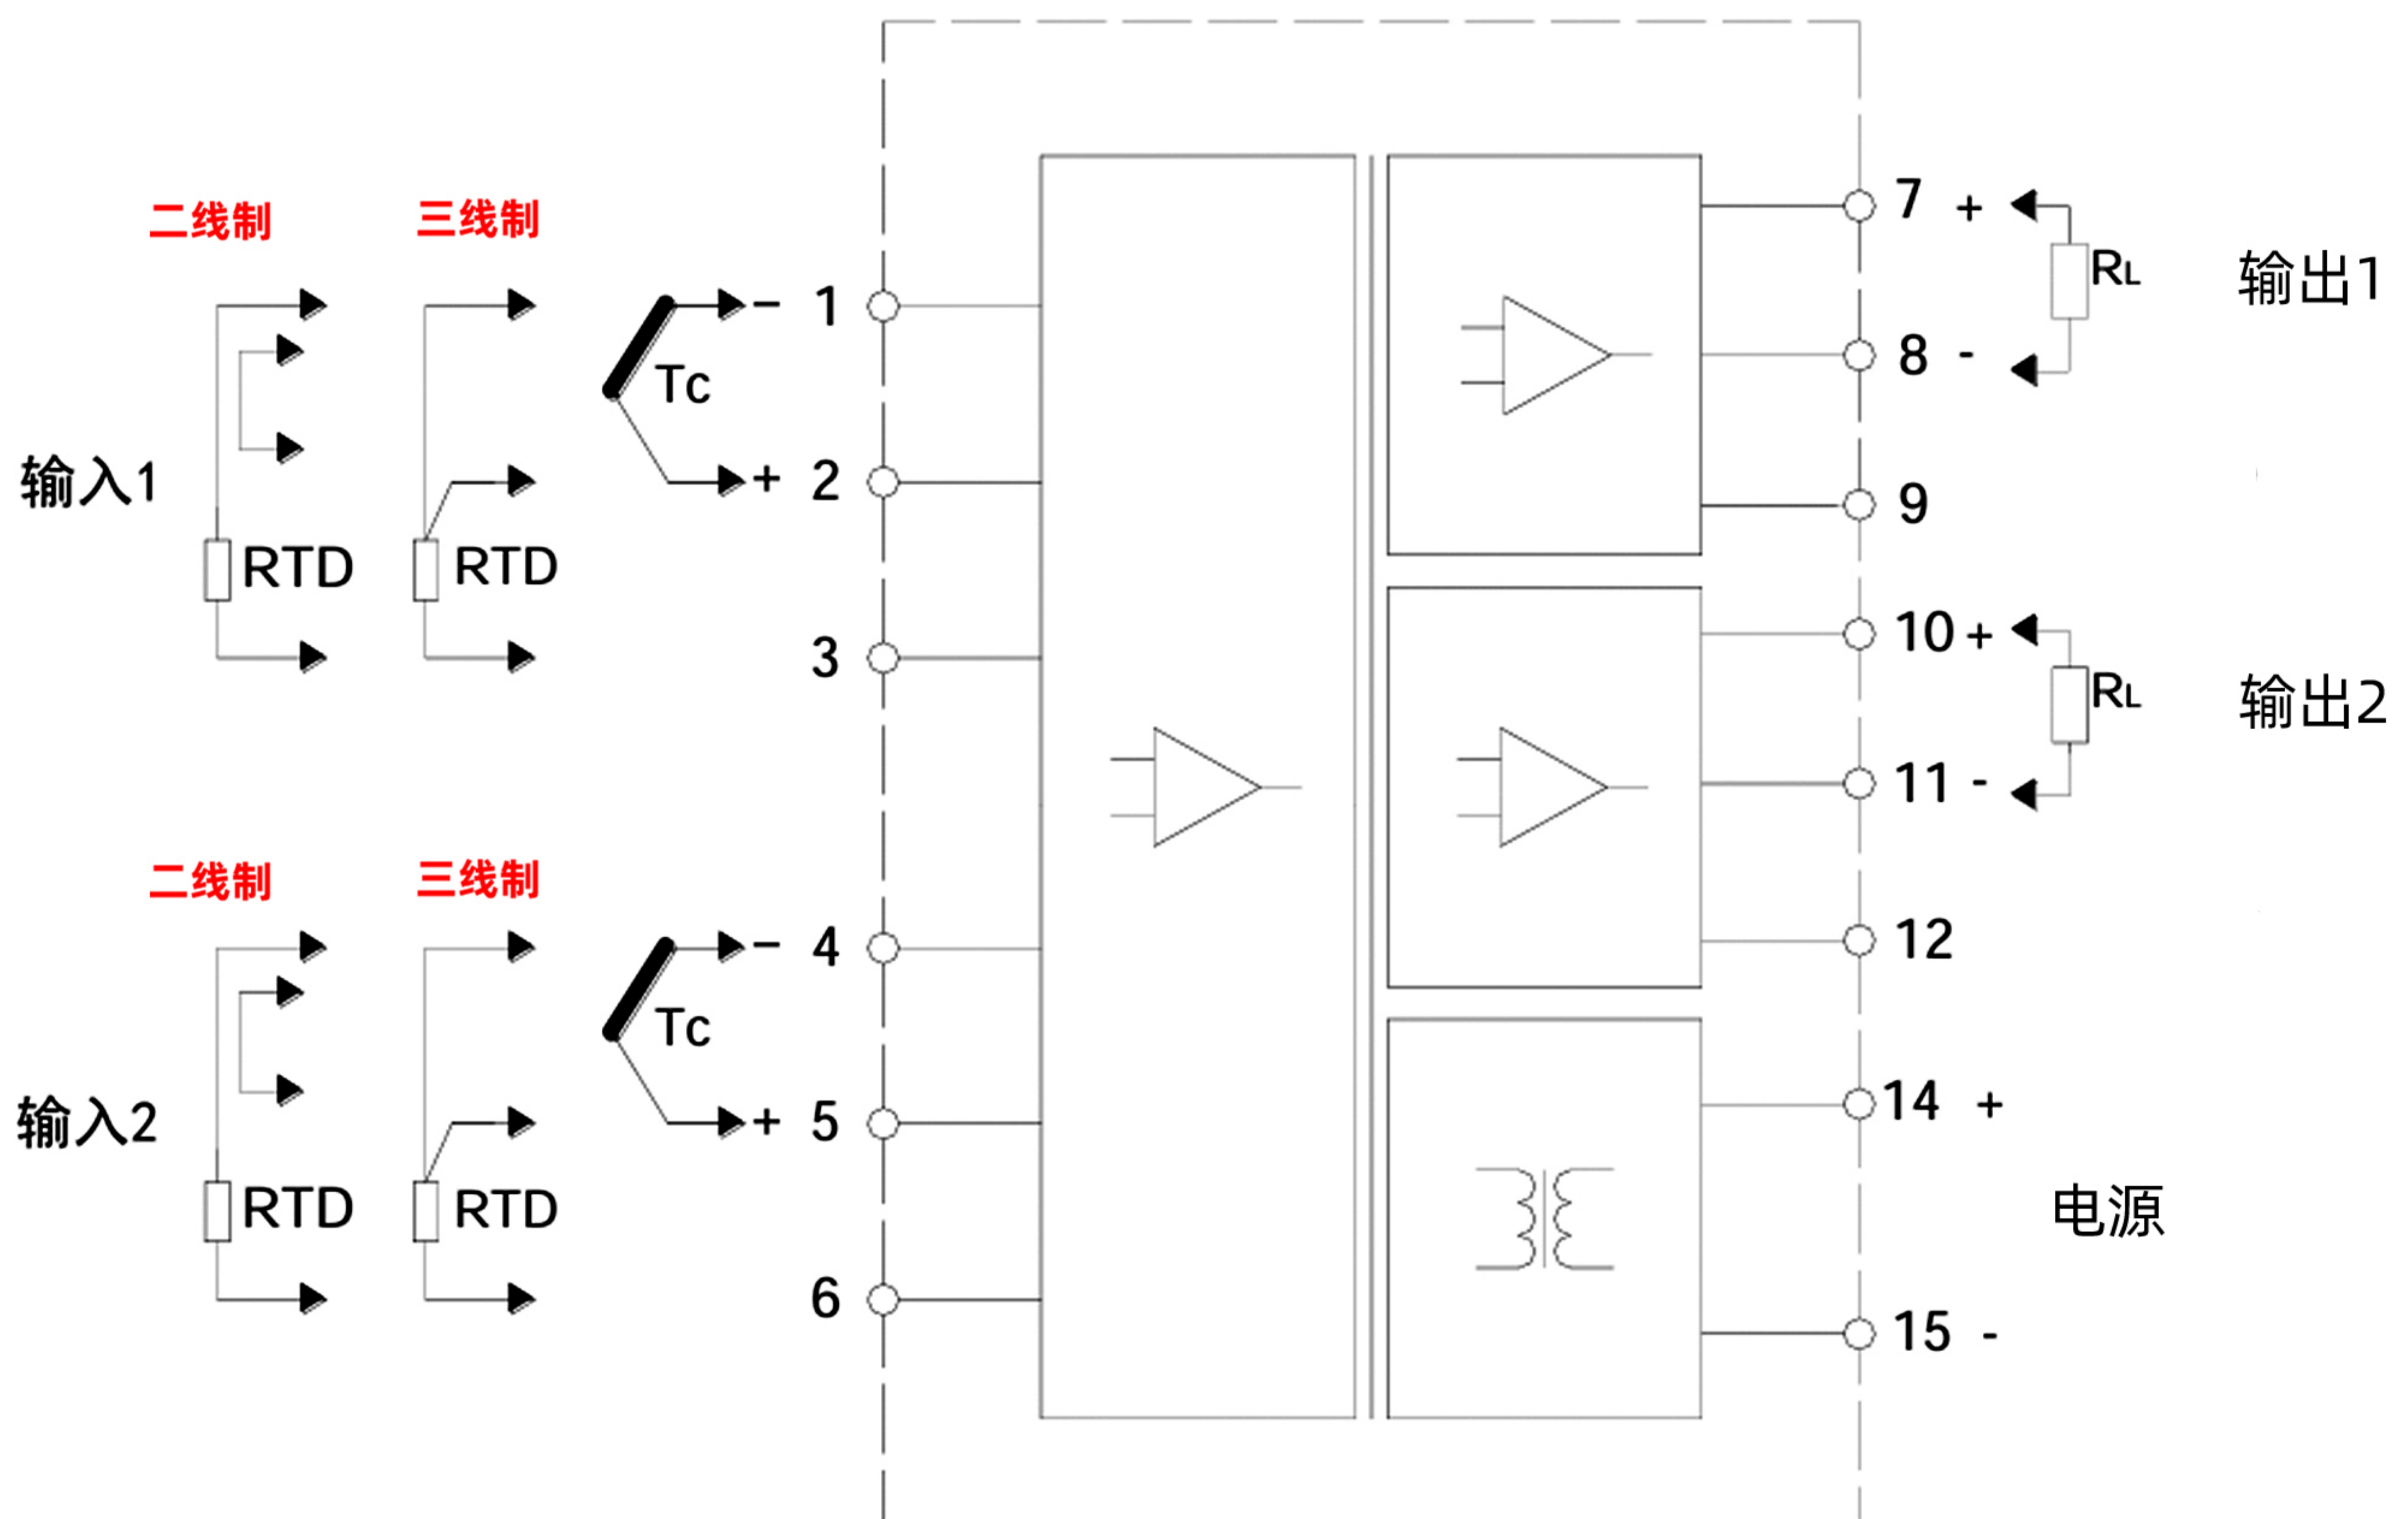 二线制 三线制
输入1
RTD RTD
Tc
- 1
+ 2
3
二线制 三线制
输入2
RTD RTD
Tc
- 4
+ 5
6
7 +
RL 输出1
8 -
9
10 +
RL 输出2
11 -
12
14 +
电源
15 -